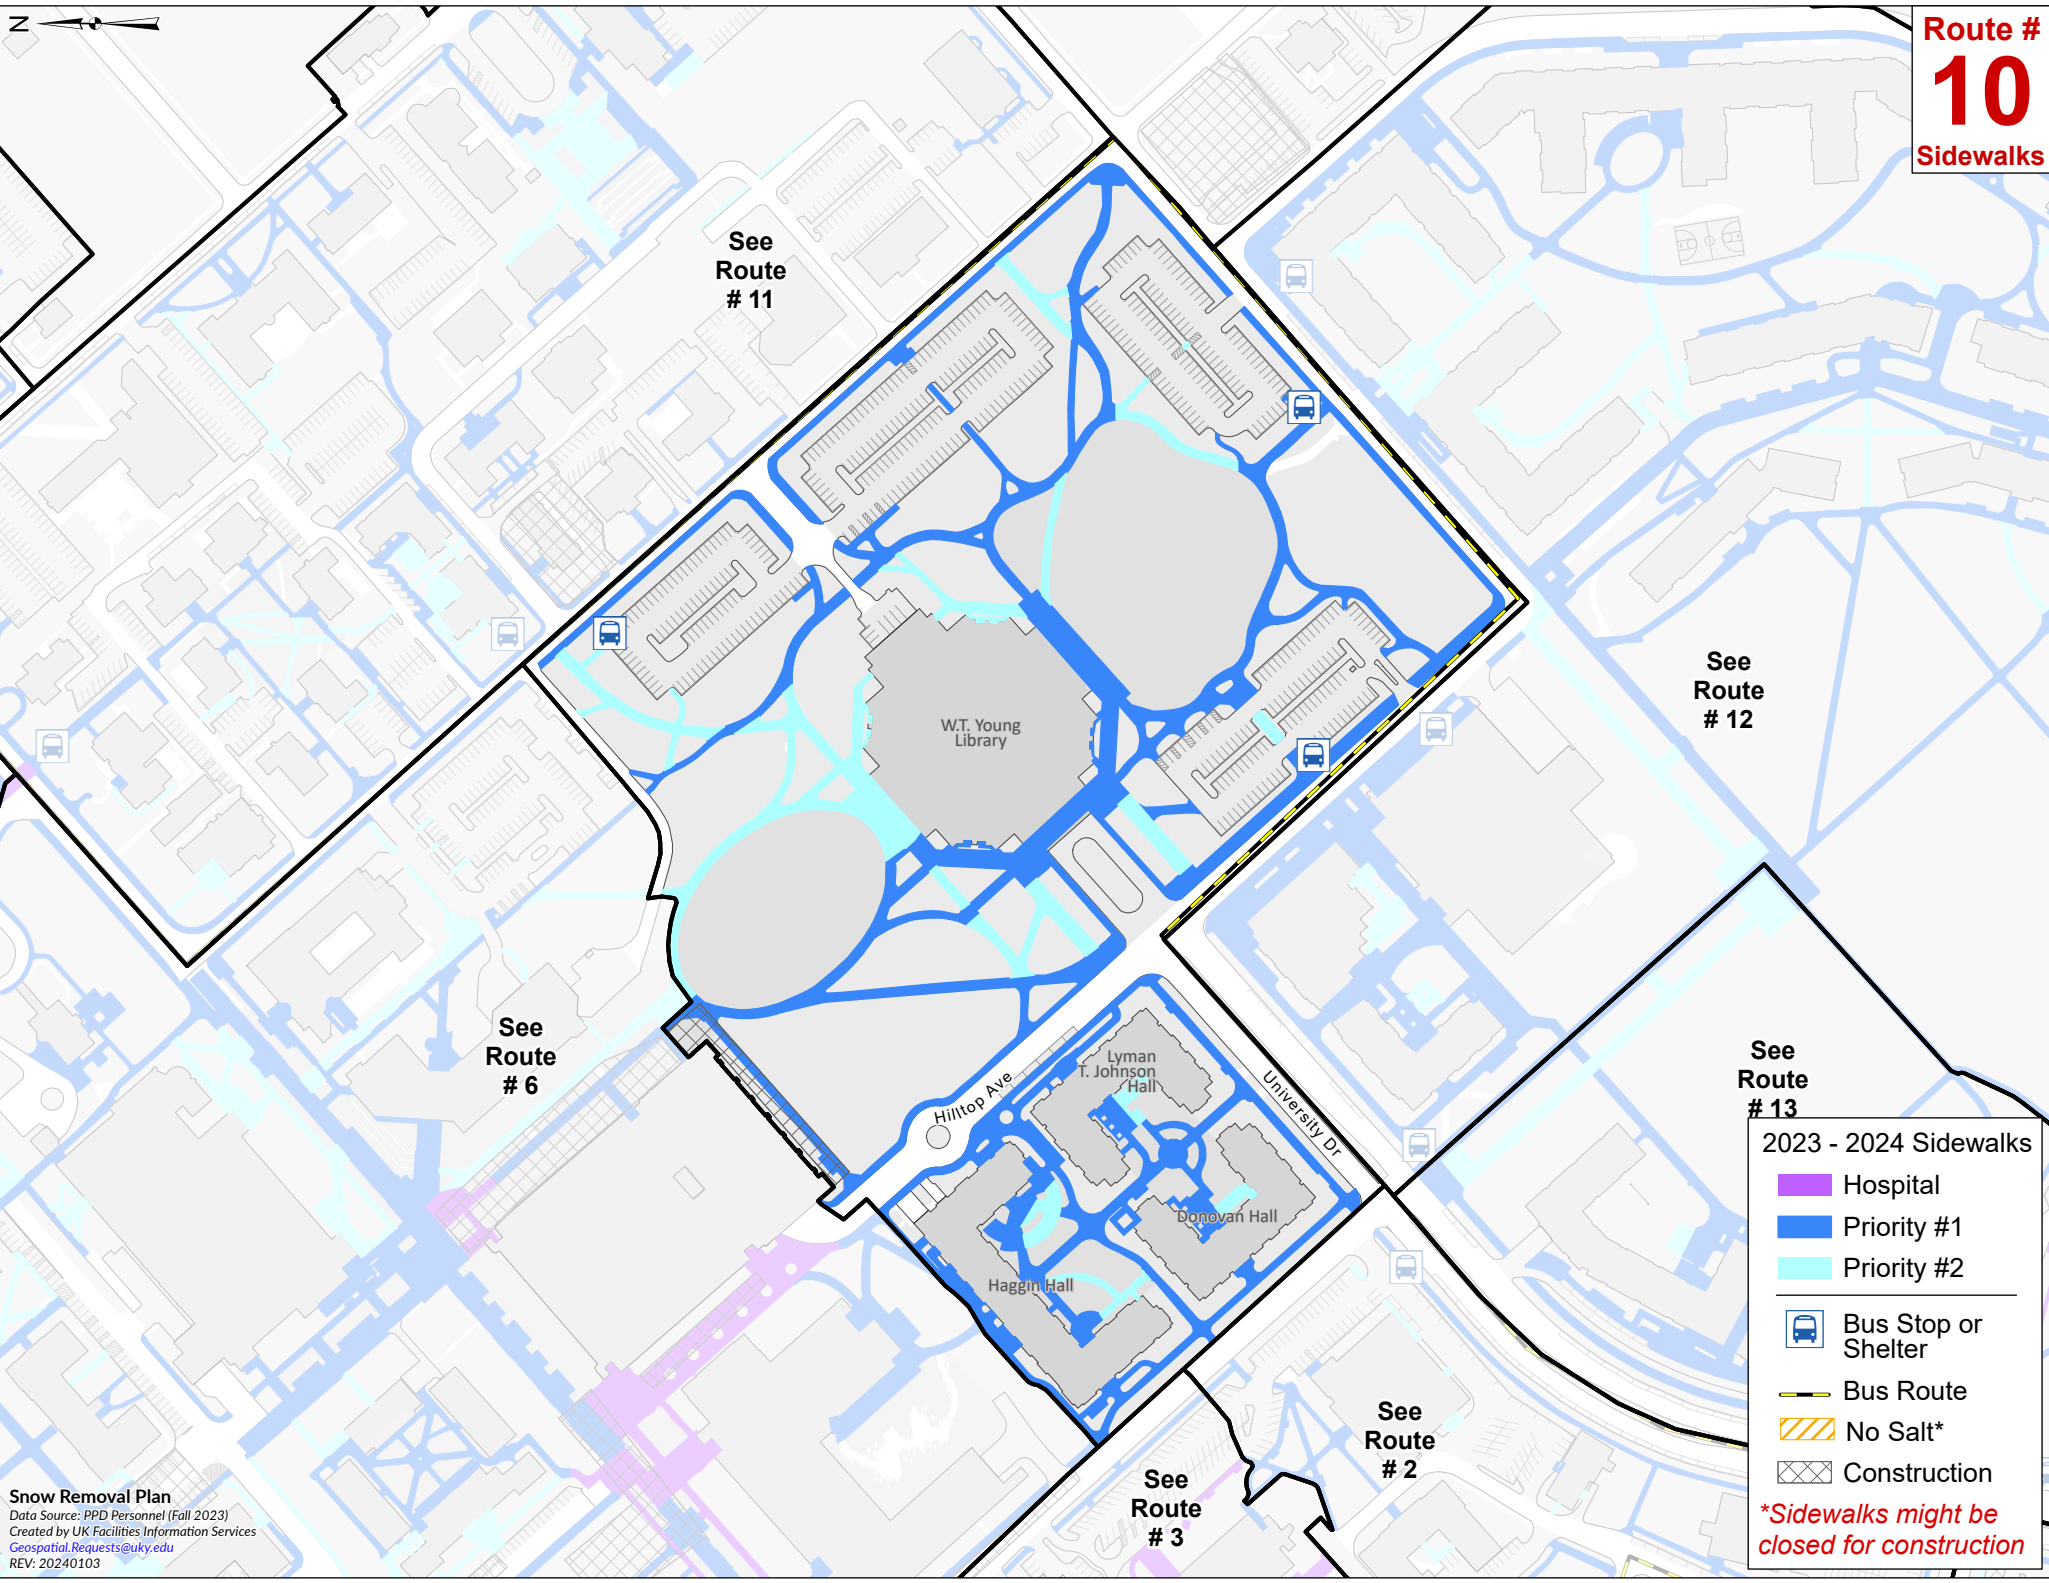 N
Route #
10
Sidewalks
See
Route
# 11
W.T. Young
Library
See
Route
# 12
See
Route
# 6
See
Route
# 13
Lyman
T. Johnson
Hall
Hilltop Ave
University Dr
Donovan Hall
Haggin Hall
See
Route
# 2
See
Route
# 3
2023 - 2024 Sidewalks
Hospital
Priority #1
Priority #2
Bus Stop or
Shelter
Bus Route
No Salt*
Construction
*Sidewalks might be
closed for construction
Snow Removal Plan
Data Source: PPD Personnel (Fall 2023)
Created by UK Facilities Information Services
Geospatial.Requests@uky.edu
REV: 20240103